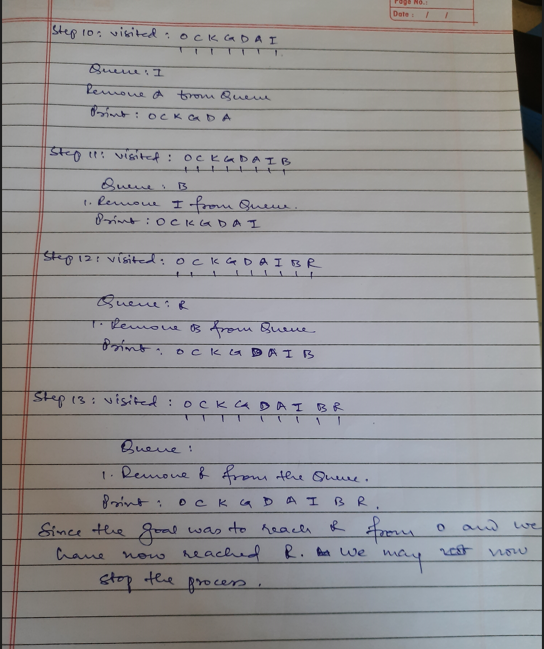 Page No.:
Date: / /
Step 10: visited: O C K G D A I
Queue: I
Remove A from Queue
Print: O C K G D A
Step 11: visited: O C K G D A I B
Queue: B
1. Remove I from Queue.
Print: O C K G D A I
Step 12: visited: O C K G D A I B R
Queue: R
1. Remove B from Queue
Print: O C K G D A I B
Step 13: visited: O C K G D A I B R
Queue:
1. Remove R from the Queue.
Print: O C K G D A I B R.
Since the goal was to reach R from O and we
have now reached R. we may now
stop the process.